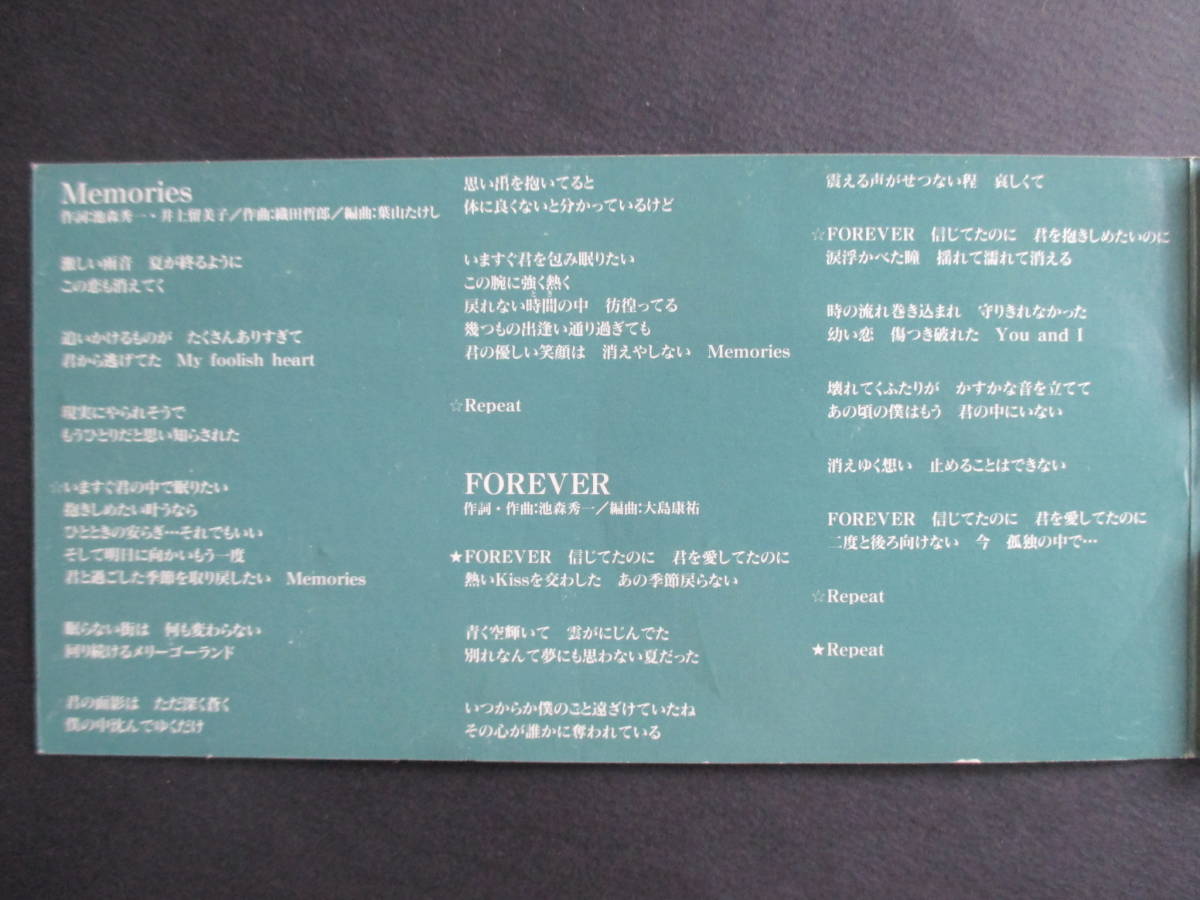 Memories
作詞:池森秀一・井上留美子／作曲:織田哲郎／編曲:葉山たけし
激しい雨音　夏が終るように
この恋も消えてく
追いかけるものが　たくさんありすぎて
君から逃げてた　My foolish heart
現実にやられそうで
もうひとりだと思い知らされた
☆いますぐ君の中で眠りたい
抱きしめたい叶うなら
ひとときの安らぎ…それでもいい
そして明日に向かいもう一度
君と過ごした季節を取り戻したい　Memories
眠らない街は　何も変わらない
回り続けるメリーゴーランド
君の面影は　ただ深く蒼く
僕の中沈んでゆくだけ
思い出を抱いてると
体に良くないと分かっているけど
いますぐ君を包み眠りたい
この腕に強く熱く
戻れない時間の中　彷徨ってる
幾つもの出逢い通り過ぎても
君の優しい笑顔は　消えやしない　Memories
☆Repeat
FOREVER
作詞・作曲:池森秀一／編曲:大島康祐
★FOREVER　信じてたのに　君を愛してたのに
熱いKissを交わした　あの季節戻らない
青く空輝いて　雲がにじんでた
別れなんて夢にも思わない夏だった
いつからか僕のこと遠ざけていたね
その心が誰かに奪われている
震える声がせつない程　哀しくて
☆FOREVER　信じてたのに　君を抱きしめたいのに
涙浮かべた瞳　揺れて濡れて消える
時の流れ巻き込まれ　守りきれなかった
幼い恋　傷つき破れた　You and I
壊れてくふたりが　かすかな音を立てて
あの頃の僕はもう　君の中にいない
消えゆく想い　止めることはできない
FOREVER　信じてたのに　君を愛してたのに
二度と後ろ向けない　今　孤独の中で…
☆Repeat
★Repeat